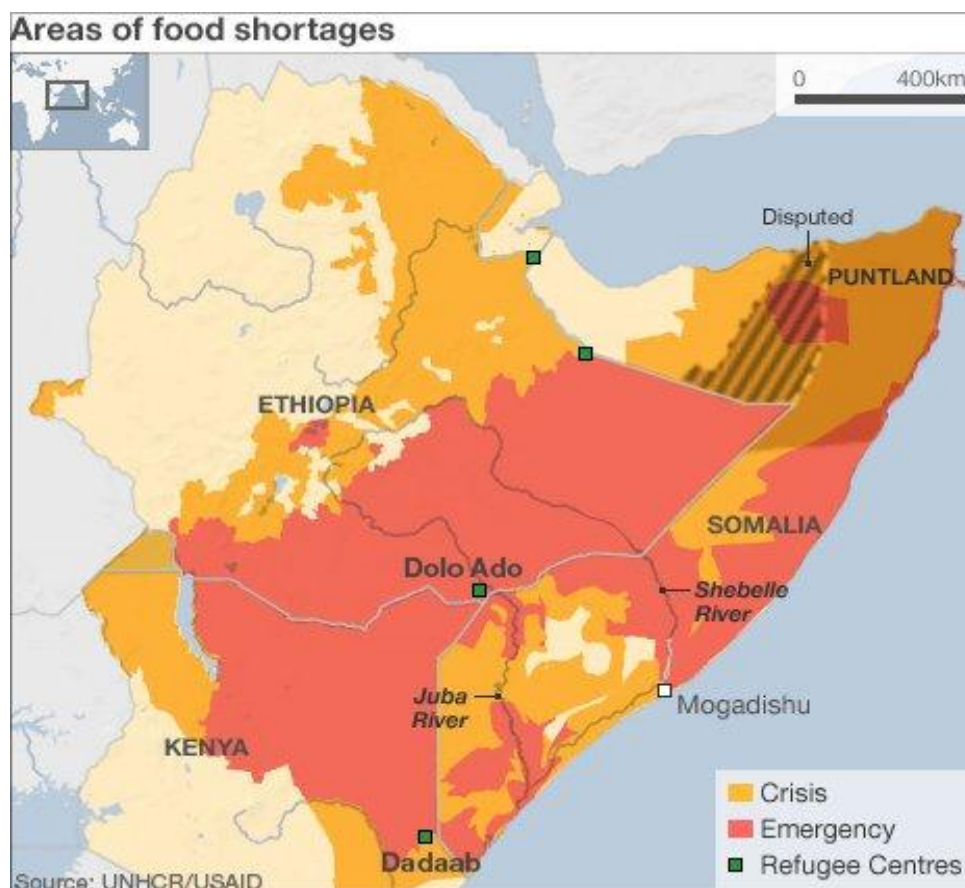 Areas of food shortages
0 400km
Disputed
PUNTLAND
ETHIOPIA
SOMALIA
Dolo Ado
Shebelle
River
Juba
River
Mogadishu
KENYA
Crisis
Emergency
Dadaab
Refugee Centres
Source: UNHCR/USAID